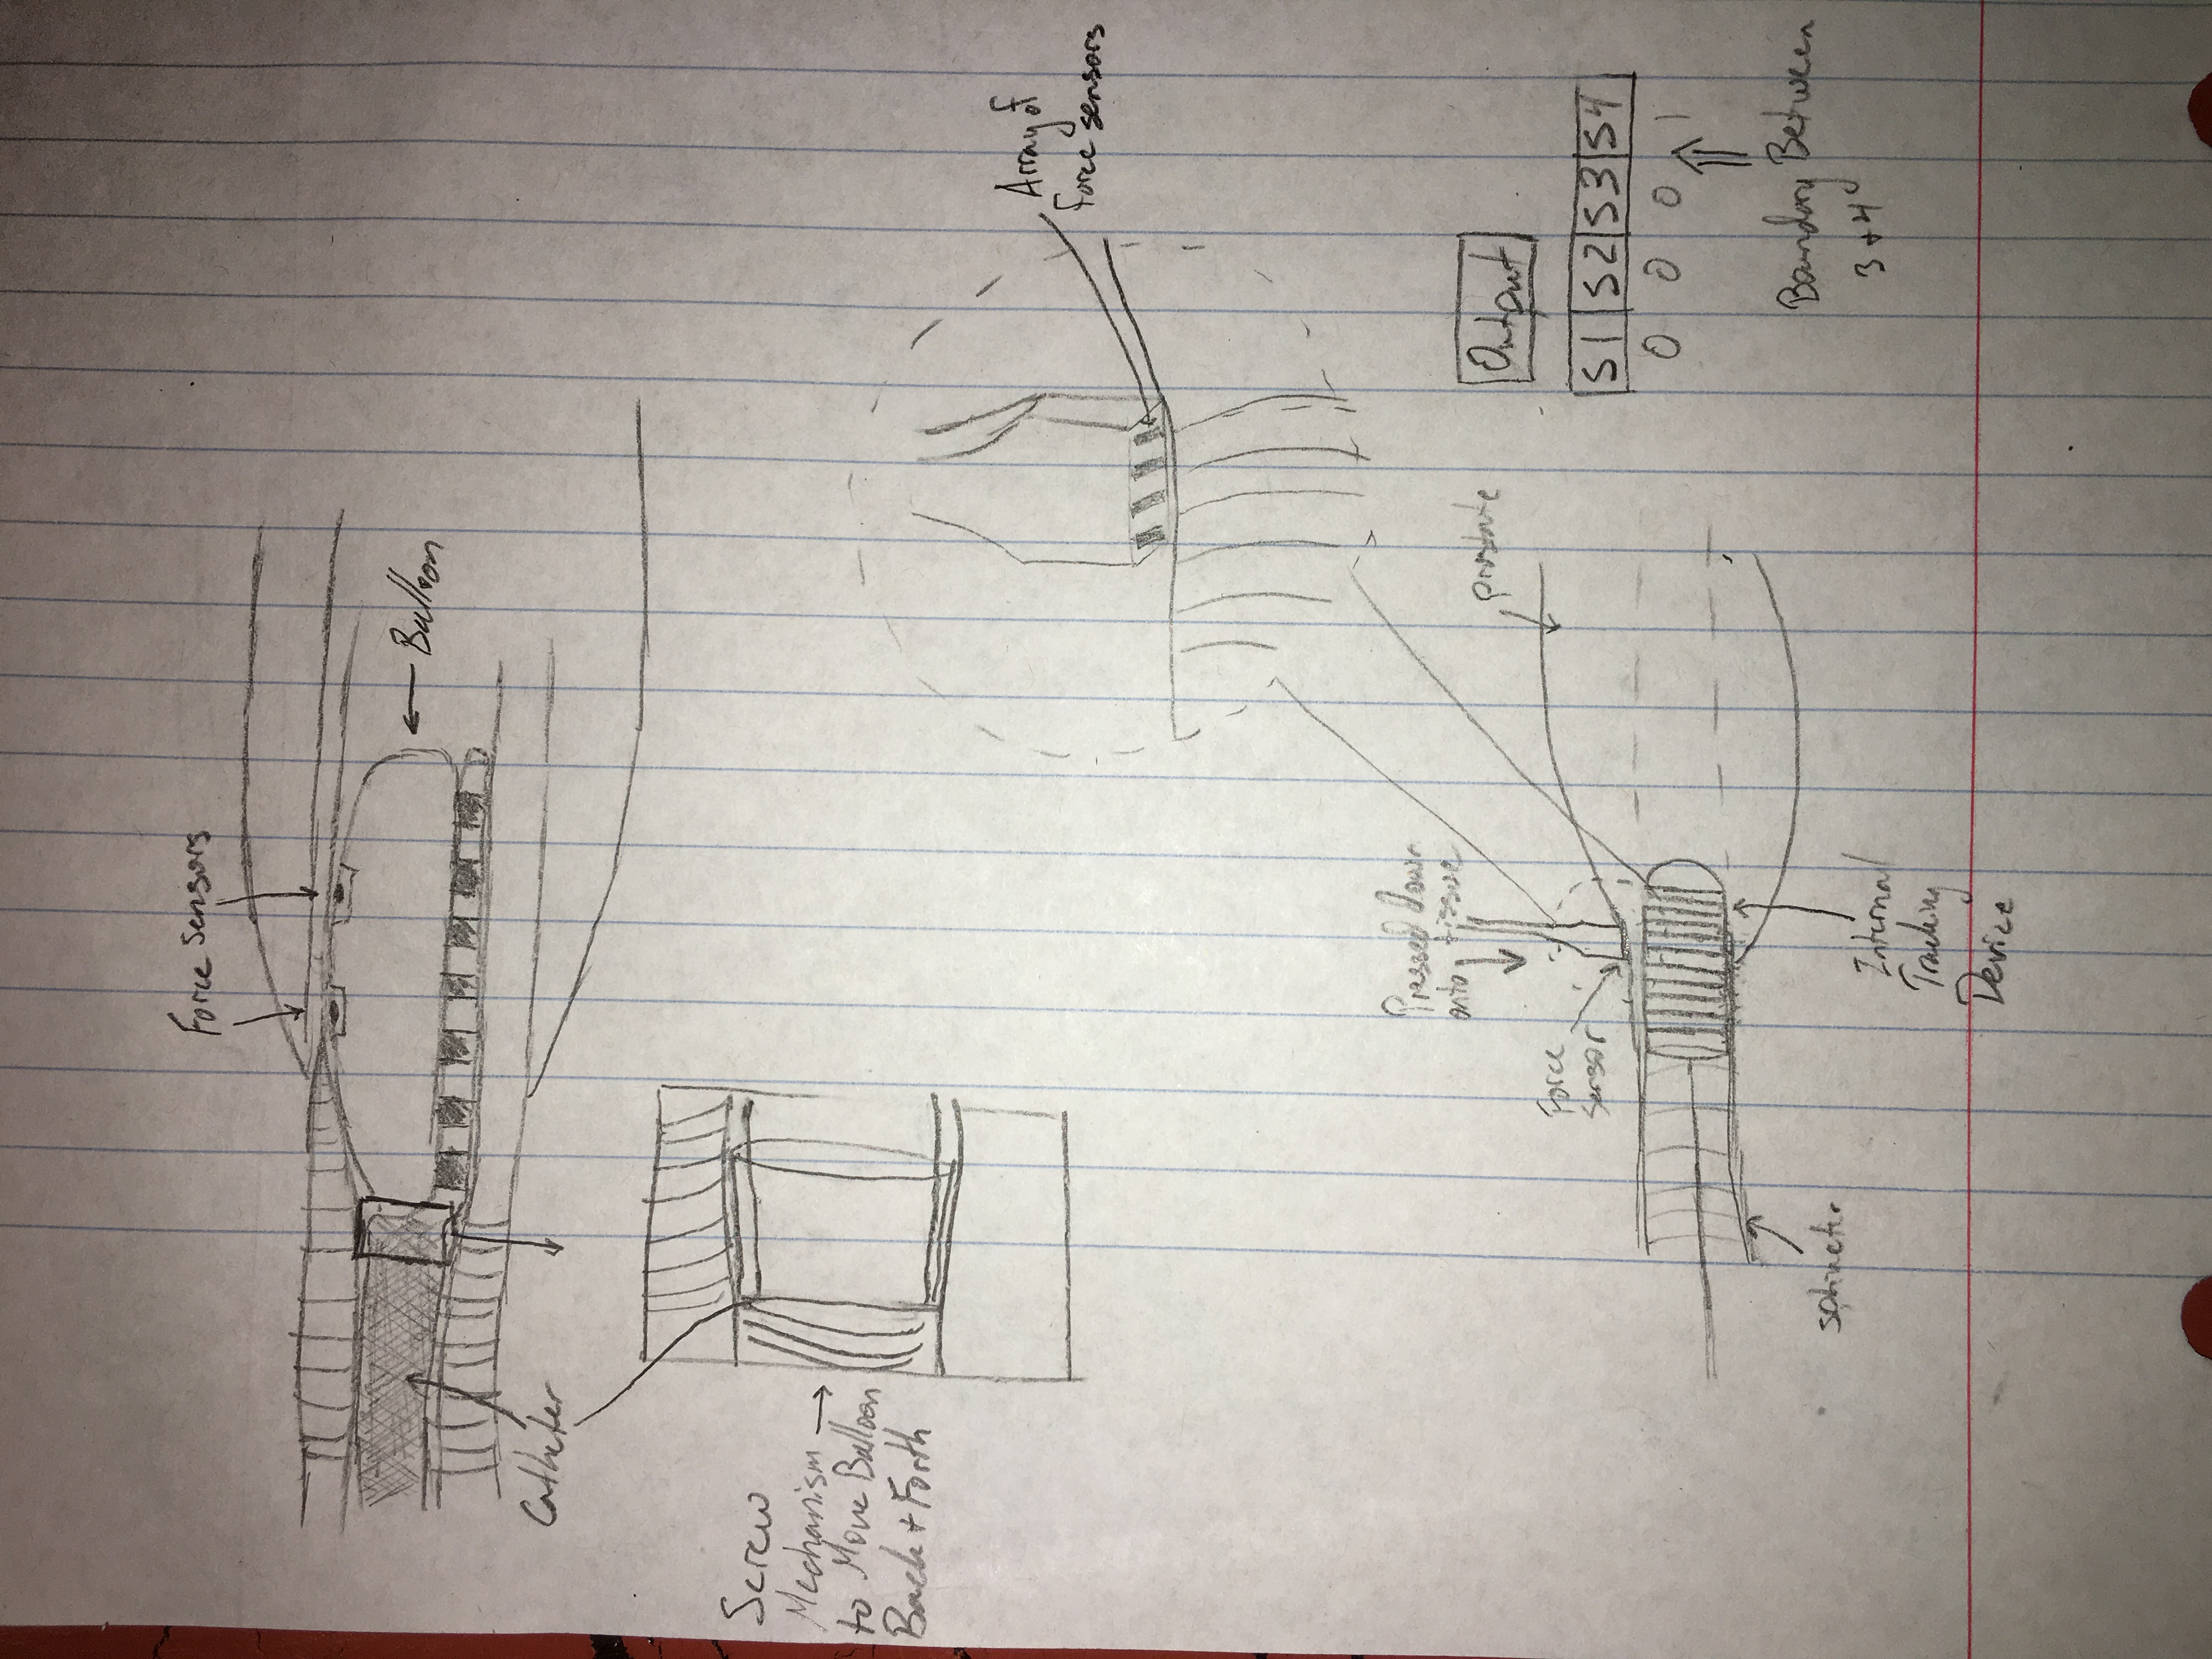 Force Sensors
Balloon
Catheter
Screw
Mechanism
to Move Balloon
Back + Forth
Array of
Force sensors
Pressed down
onto tissue
prostate
Force
sensor
Output
S1 S2 S3 S4
0 0 0 1
Boundary Between
3 + 4
Internal
Tracking
Device